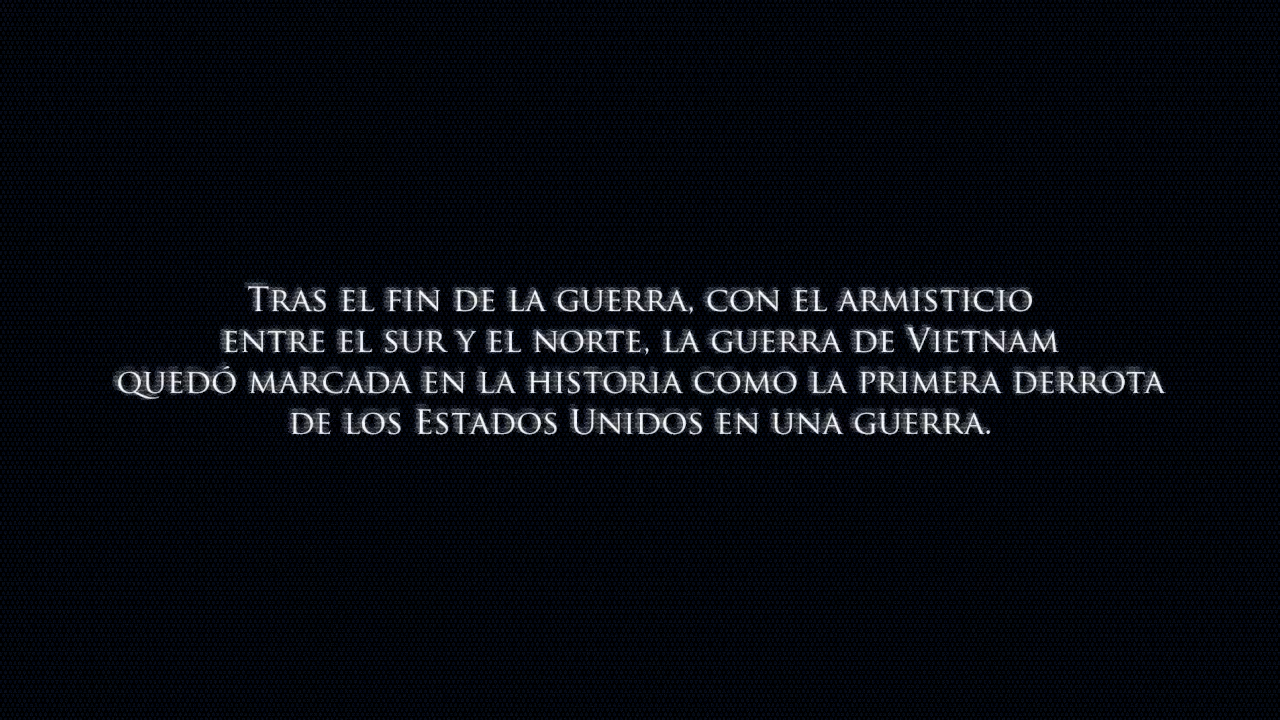 Tras el fin de la guerra, con el armisticio
entre el sur y el norte, la guerra de Vietnam
quedó marcada en la historia como la primera derrota
de los Estados Unidos en una guerra.